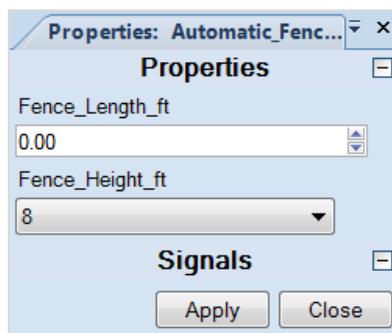 Properties: Automatic_Fenc...
Properties
Fence_Length_ft
0.00
Fence_Height_ft
8
Signals
Apply Close